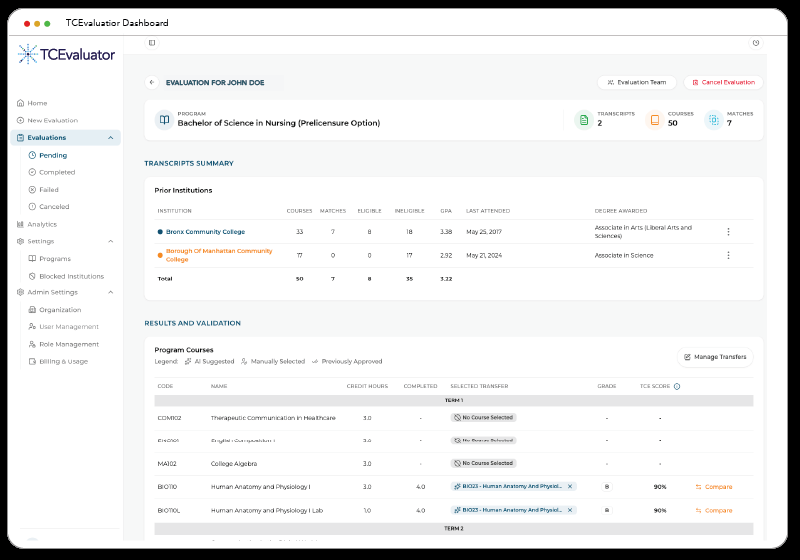 TCEvaluatior Dashboard
TCEvaluator
EVALUATION FOR JOHN DOE
Evaluation Team
Cancel Evaluation
Home
New Evaluation
Evaluations
Pending
Completed
Failed
Canceled
Analytics
Settings
Programs
Blocked Institutions
Admin Settings
Organization
User Management
Role Management
Billing & Usage
PROGRAM
Bachelor of Science in Nursing (Prelicensure Option)
TRANSCRIPTS
2
COURSES
50
MATCHES
7
TRANSCRIPTS SUMMARY
Prior Institutions
INSTITUTION COURSES MATCHES ELIGIBLE INELIGIBLE GPA LAST ATTENDED DEGREE AWARDED
Bronx Community College 33 7 8 18 3.38 May 25, 2017 Associate in Arts (Liberal Arts and
Sciences)
Borough Of Manhattan Community
College 17 0 0 17 2.92 May 21, 2024 Associate in Science
Total 50 7 8 35 3.22
RESULTS AND VALIDATION
Program Courses
Legend: AI Suggested Manually Selected Previously Approved
Manage Transfers
CODE NAME CREDIT HOURS COMPLETED SELECTED TRANSFER GRADE TCE SCORE
TERM 1
COM102 Therapeutic Communication in Healthcare 3.0 - No Course Selected - -
English Composition I 3.0 - No Course Selected - -
MA102 College Algebra 3.0 - No Course Selected - -
BIO110 Human Anatomy and Physiology I 3.0 4.0 BIO23 - Human Anatomy And Physiol... × B 90% Compare
BIO110L Human Anatomy and Physiology I Lab 1.0 4.0 BIO23 - Human Anatomy And Physiol... × B 90% Compare
TERM 2